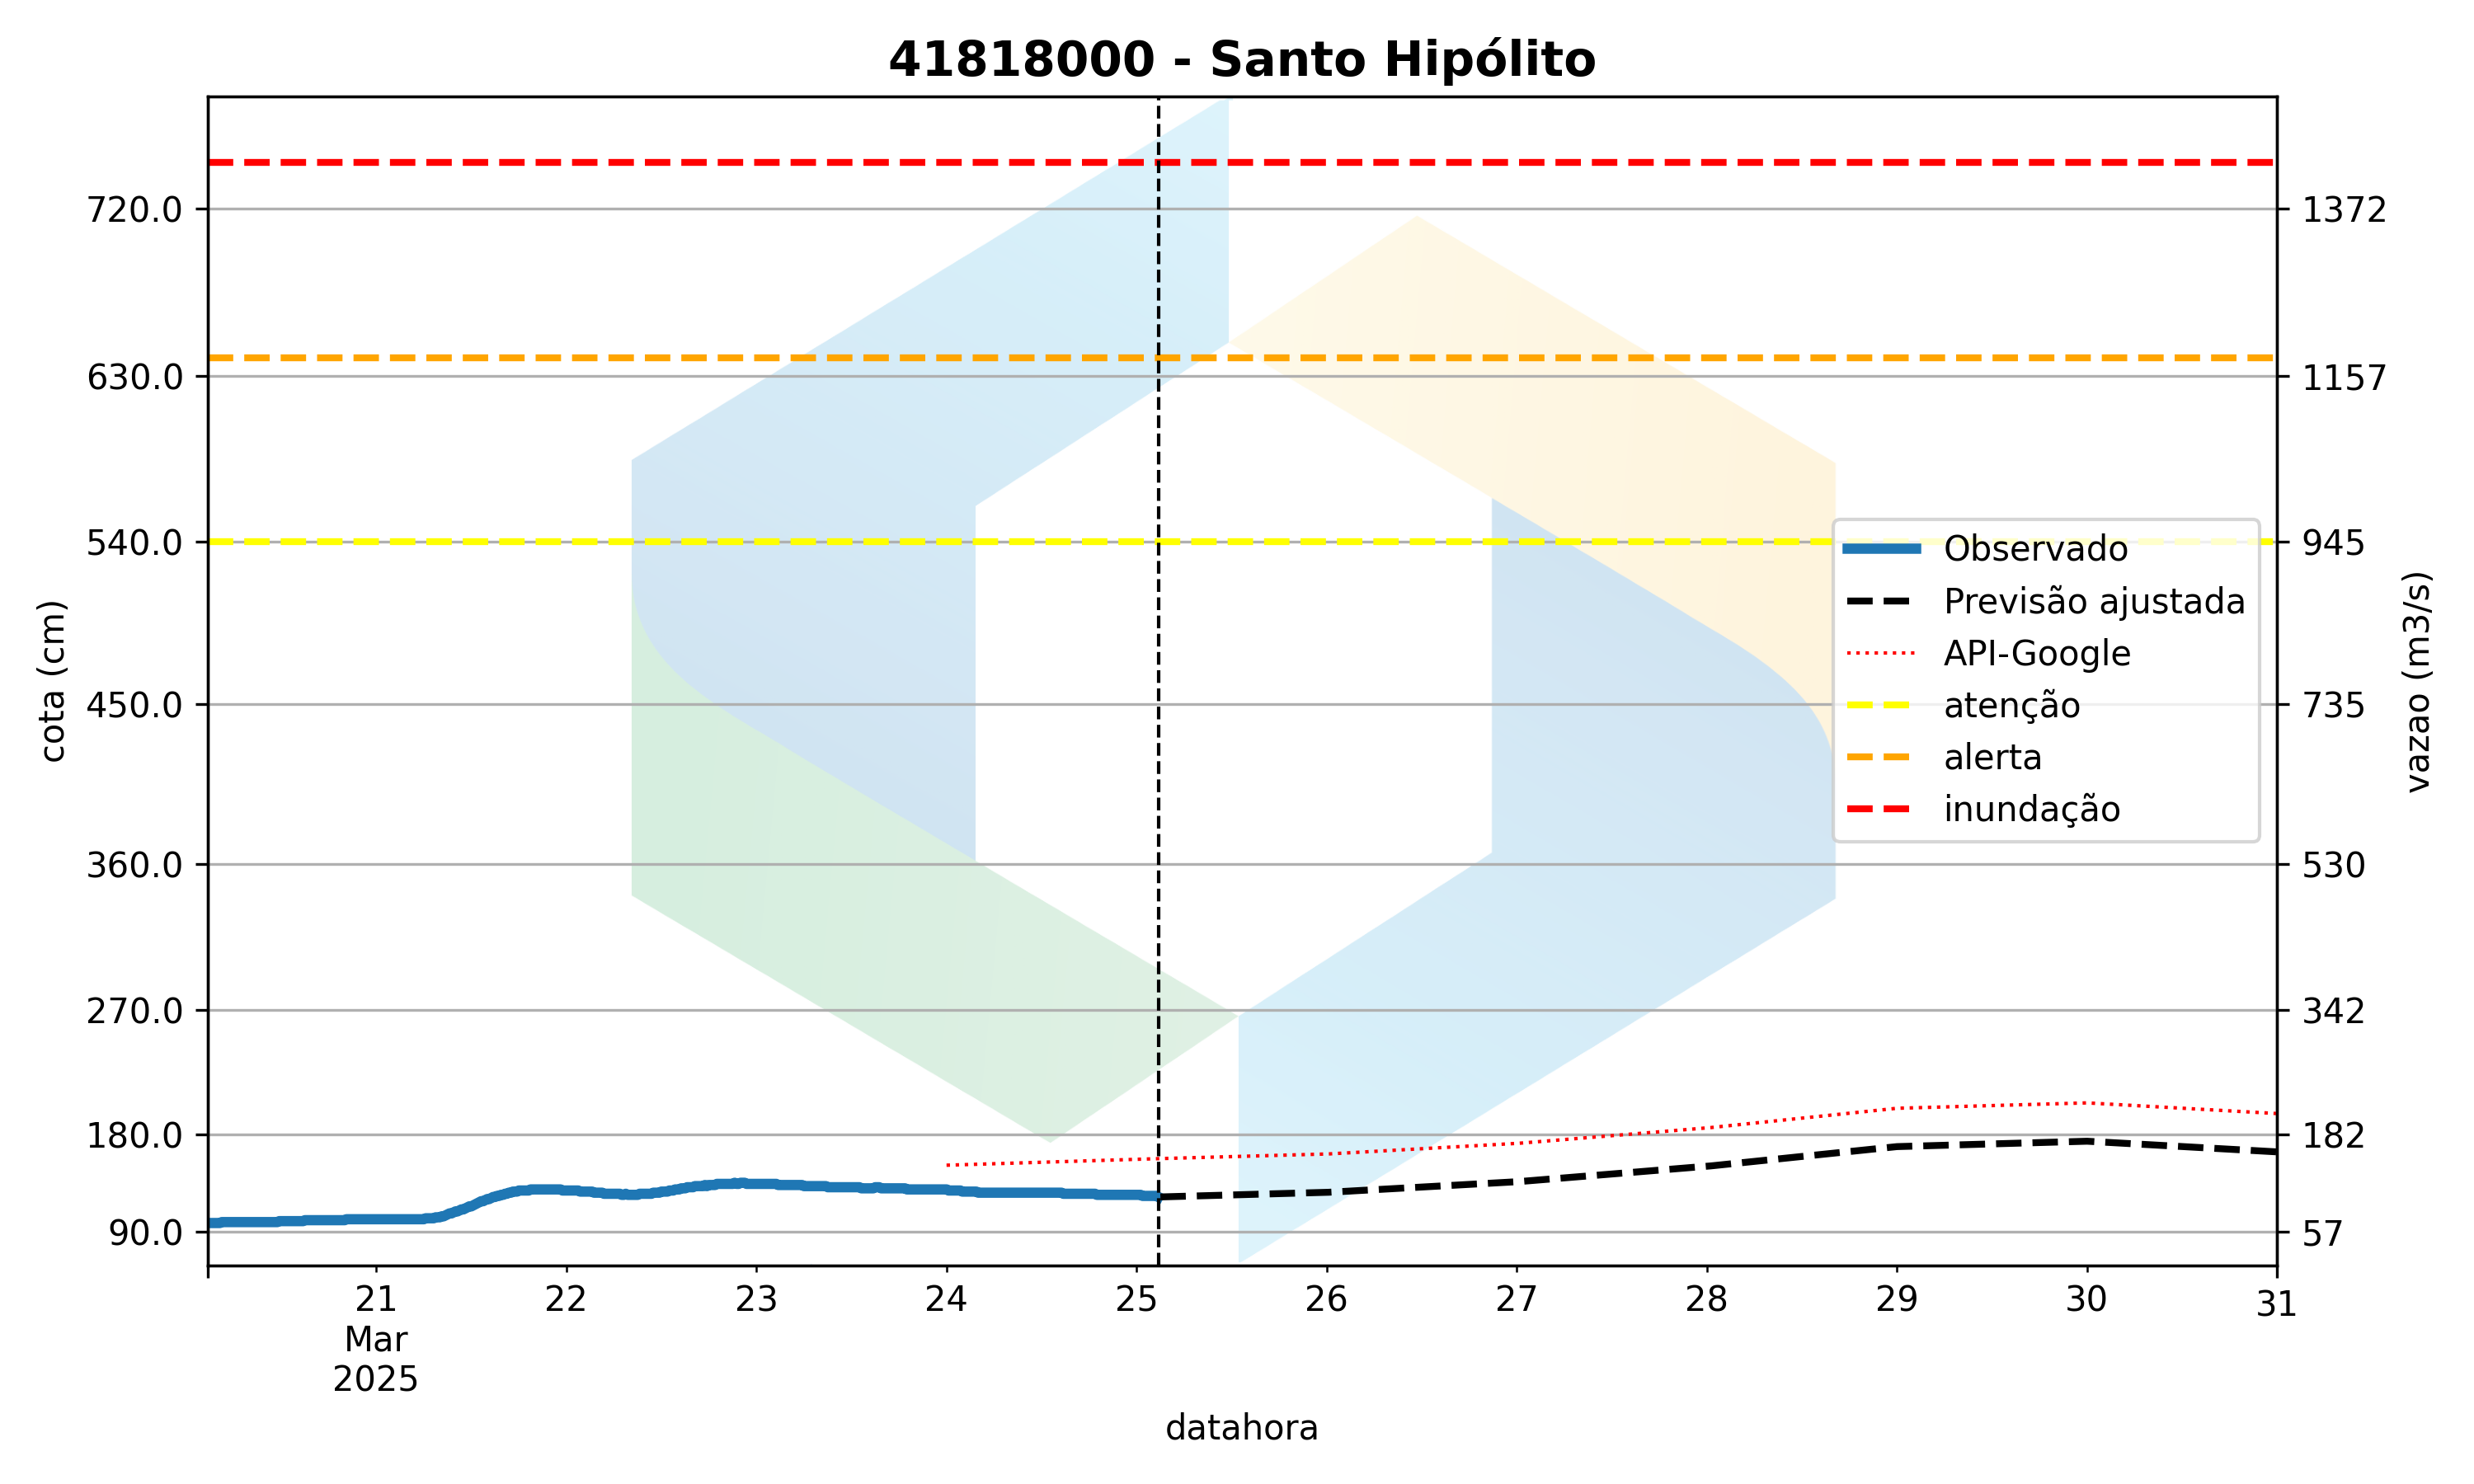 41818000 - Santo Hipólito
720.0
630.0
540.0
450.0
360.0
270.0
180.0
90.0
cota (cm)
1372
1157
945
735
530
342
182
57
vazao (m3/s)
Observado
Previsão ajustada
API-Google
atenção
alerta
inundação
21 22 23 24 25 26 27 28 29 30 31
Mar
2025
datahora